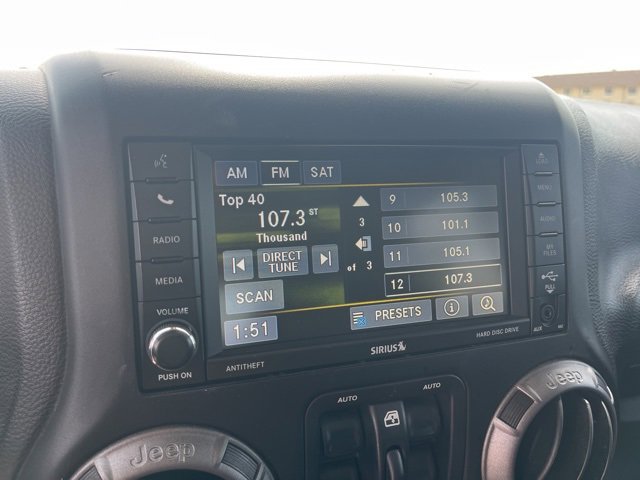 AM FM SAT
Top 40
107.3 ST
Thousand
DIRECT
TUNE
SCAN
1:51
3
of 3
9 105.3
10 101.1
11 105.1
12 107.3
PRESETS
RADIO
MEDIA
VOLUME
PUSH ON
ANTITHEFT
SIRIUS
HARD DISC DRIVE
LOAD
MENU
AUDIO
MY
FILES
PULL
AUX
AUTO
AUTO
Jeep
Jeep